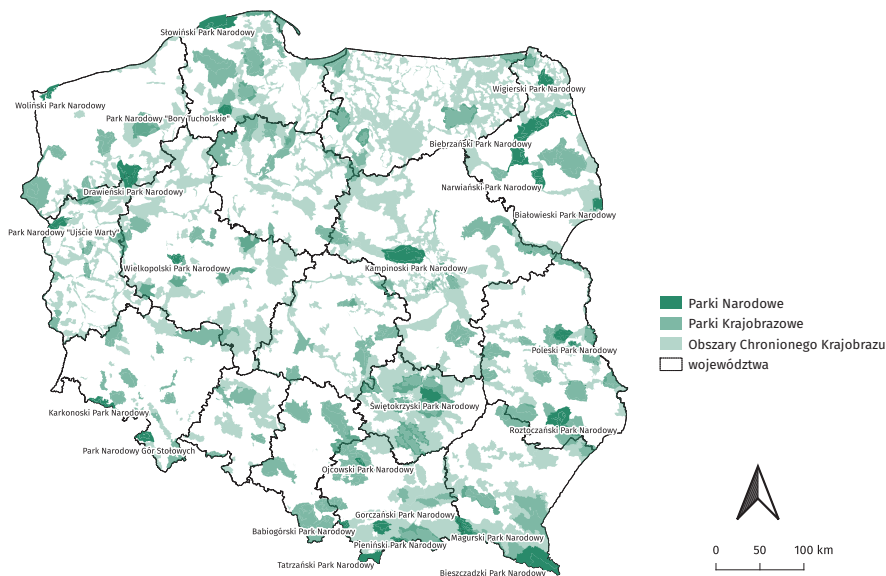 Słowiński Park Narodowy
Wigierski Park Narodowy
Woliński Park Narodowy
Park Narodowy "Bory Tucholskie"
Biebrzański Park Narodowy
Drawieński Park Narodowy
Narwiański Park Narodowy
Białowieski Park Narodowy
Park Narodowy "Ujście Warty"
Wielkopolski Park Narodowy
Kampinoski Park Narodowy
Parki Narodowe
Parki Krajobrazowe
Obszary Chronionego Krajobrazu
województwa
Poleski Park Narodowy
Karkonoski Park Narodowy
Świętokrzyski Park Narodowy
Roztoczański Park Narodowy
Park Narodowy Gór Stołowych
Ojcowski Park Narodowy
Gorczański Park Narodowy
Babiogórski Park Narodowy
Magurski Park Narodowy
Pieniński Park Narodowy
Tatrzański Park Narodowy
Bieszczadzki Park Narodowy
0 50 100 km